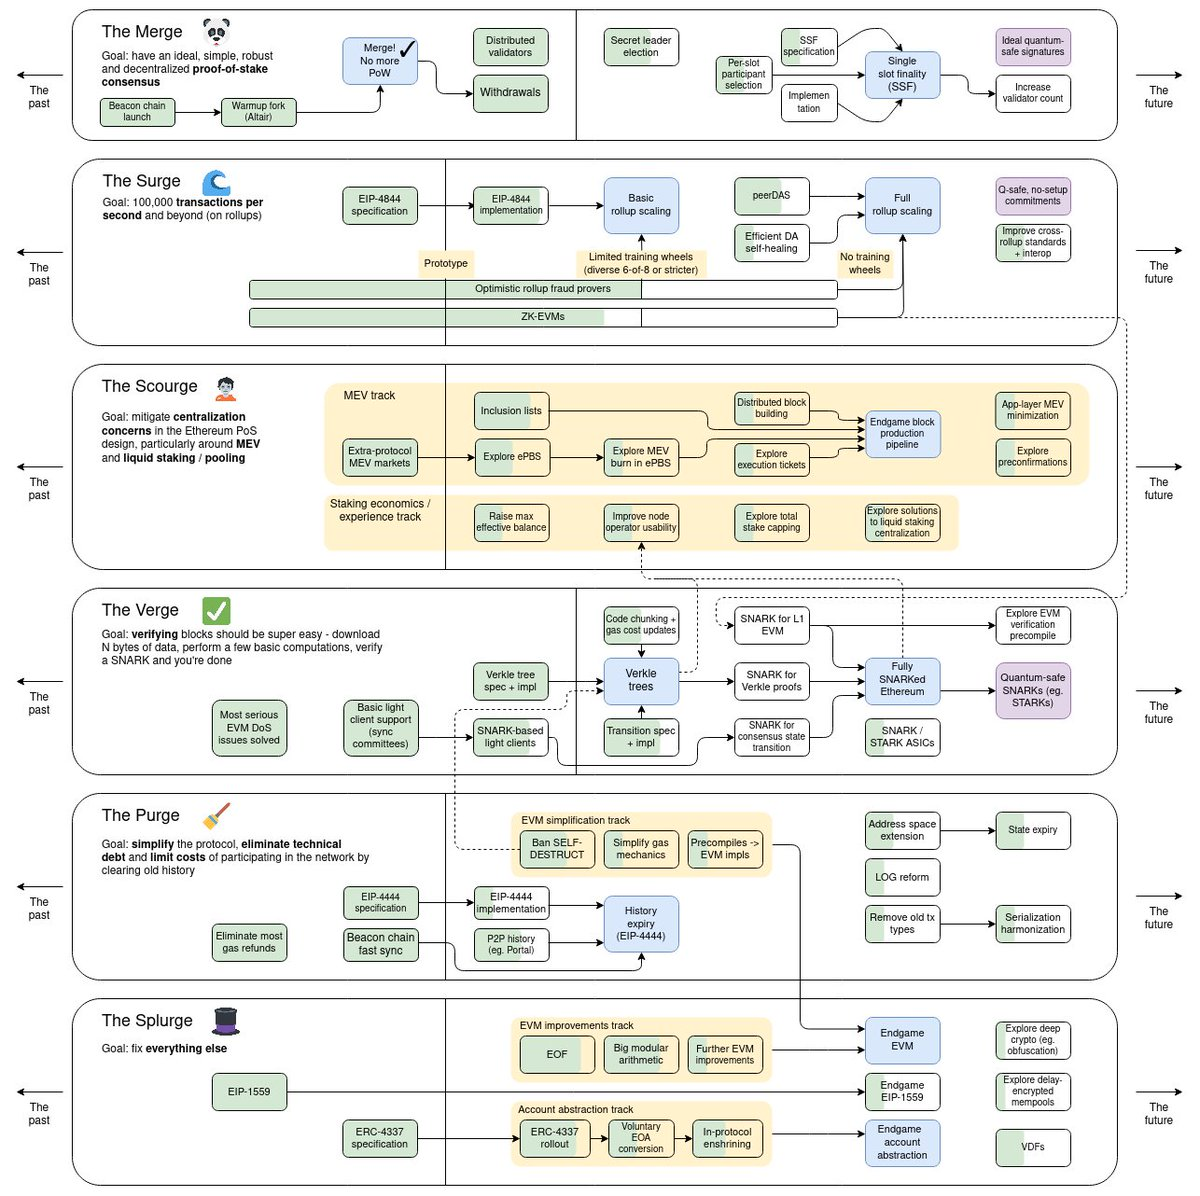 The Merge
Goal: have an ideal, simple, robust
and decentralized proof-of-stake
consensus
Beacon chain
launch
Warmup fork
(Altair)
Merge!
No more
PoW
Distributed
validators
Withdrawals
Secret leader
election
Per-slot
participant
selection
SSF
specification
Implemen
tation
Single
slot finality
(SSF)
Ideal quantum-
safe signatures
Increase
validator count
The
past
The
future
The Surge
Goal: 100,000 transactions per
second and beyond (on rollups)
EIP-4844
specification
EIP-4844
implementation
Basic
rollup scaling
peerDAS
Efficient DA
self-healing
Full
rollup scaling
Q-safe, no-setup
commitments
Improve cross-
rollup standards
+ interop
Prototype
Limited training wheels
(diverse 6-of-8 or stricter)
No training
wheels
Optimistic rollup fraud provers
ZK-EVMs
The
past
The
future
The Scourge
Goal: mitigate centralization
concerns in the Ethereum PoS
design, particularly around MEV
and liquid staking / pooling
MEV track
Extra-protocol
MEV markets
Inclusion lists
Explore ePBS
Explore MEV
burn in ePBS
Distributed block
building
Explore
execution tickets
Endgame block
production
pipeline
App-layer MEV
minimization
Explore
preconfirmations
Staking economics /
experience track
Raise max
effective balance
Improve node
operator usability
Explore total
stake capping
Explore solutions
to liquid staking
centralization
The
past
The
future
The Verge
Goal: verifying blocks should be super easy - download
N bytes of data, perform a few basic computations, verify
a SNARK and you're done
Most serious
EVM DoS
issues solved
Basic light
client support
(sync
committees)
Verkle tree
spec + impl
SNARK-based
light clients
Code chunking +
gas cost updates
Verkle
trees
Transition spec
+ impl
SNARK for L1
EVM
SNARK for
Verkle proofs
SNARK for
consensus state
transition
Fully
SNARKed
Ethereum
SNARK /
STARK ASICs
Explore EVM
verification
precompile
Quantum-safe
SNARKs (eg.
STARKs)
The
past
The
future
The Purge
Goal: simplify the protocol, eliminate technical
debt and limit costs of participating in the network by
clearing old history
Eliminate most
gas refunds
EIP-4444
specification
Beacon chain
fast sync
EIP-4444
implementation
P2P history
(eg. Portal)
EVM simplification track
Ban SELF-
DESTRUCT
Simplify gas
mechanics
Precompiles ->
EVM impls
History
expiry
(EIP-4444)
Address space
extension
LOG reform
Remove old tx
types
State expiry
Serialization
harmonization
The
past
The
future
The Splurge
Goal: fix everything else
EIP-1559
ERC-4337
specification
EVM improvements track
EOF
Big modular
arithmetic
Further EVM
improvements
Account abstraction track
ERC-4337
rollout
Voluntary
EOA
conversion
In-protocol
enshrining
Endgame
EVM
Endgame
EIP-1559
Endgame
account
abstraction
Explore deep
crypto (eg.
obfuscation)
Explore delay-
encrypted
mempools
VDFs
The
past
The
future